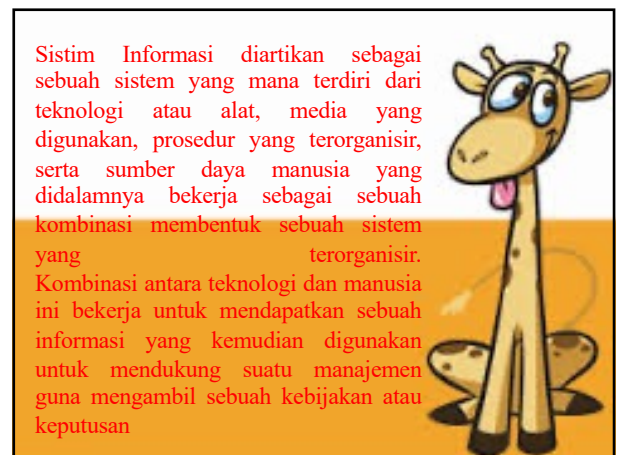 Sistim Informasi diartikan sebagai
sebuah sistem yang mana terdiri dari
teknologi atau alat, media yang
digunakan, prosedur yang terorganisir,
serta sumber daya manusia yang
didalamnya bekerja sebagai sebuah
kombinasi membentuk sebuah sistem
yang terorganisir.
Kombinasi antara teknologi dan manusia
ini bekerja untuk mendapatkan sebuah
informasi yang kemudian digunakan
untuk mendukung suatu manajemen
guna mengambil sebuah kebijakan atau
keputusan